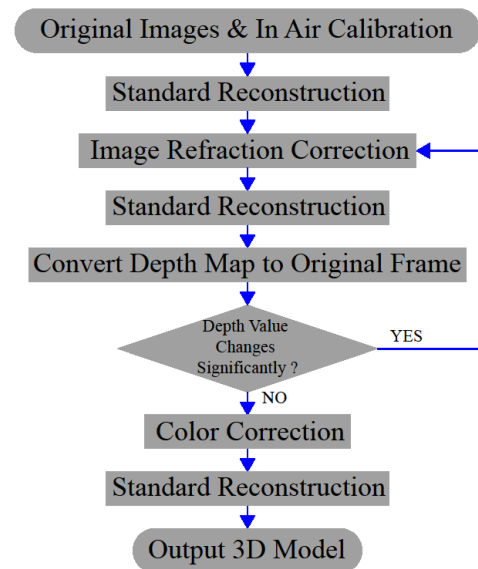 Original Images & In Air Calibration
Standard Reconstruction
Image Refraction Correction
Standard Reconstruction
Convert Depth Map to Original Frame
Depth Value
Changes
Significantly ?
YES
NO
Color Correction
Standard Reconstruction
Output 3D Model